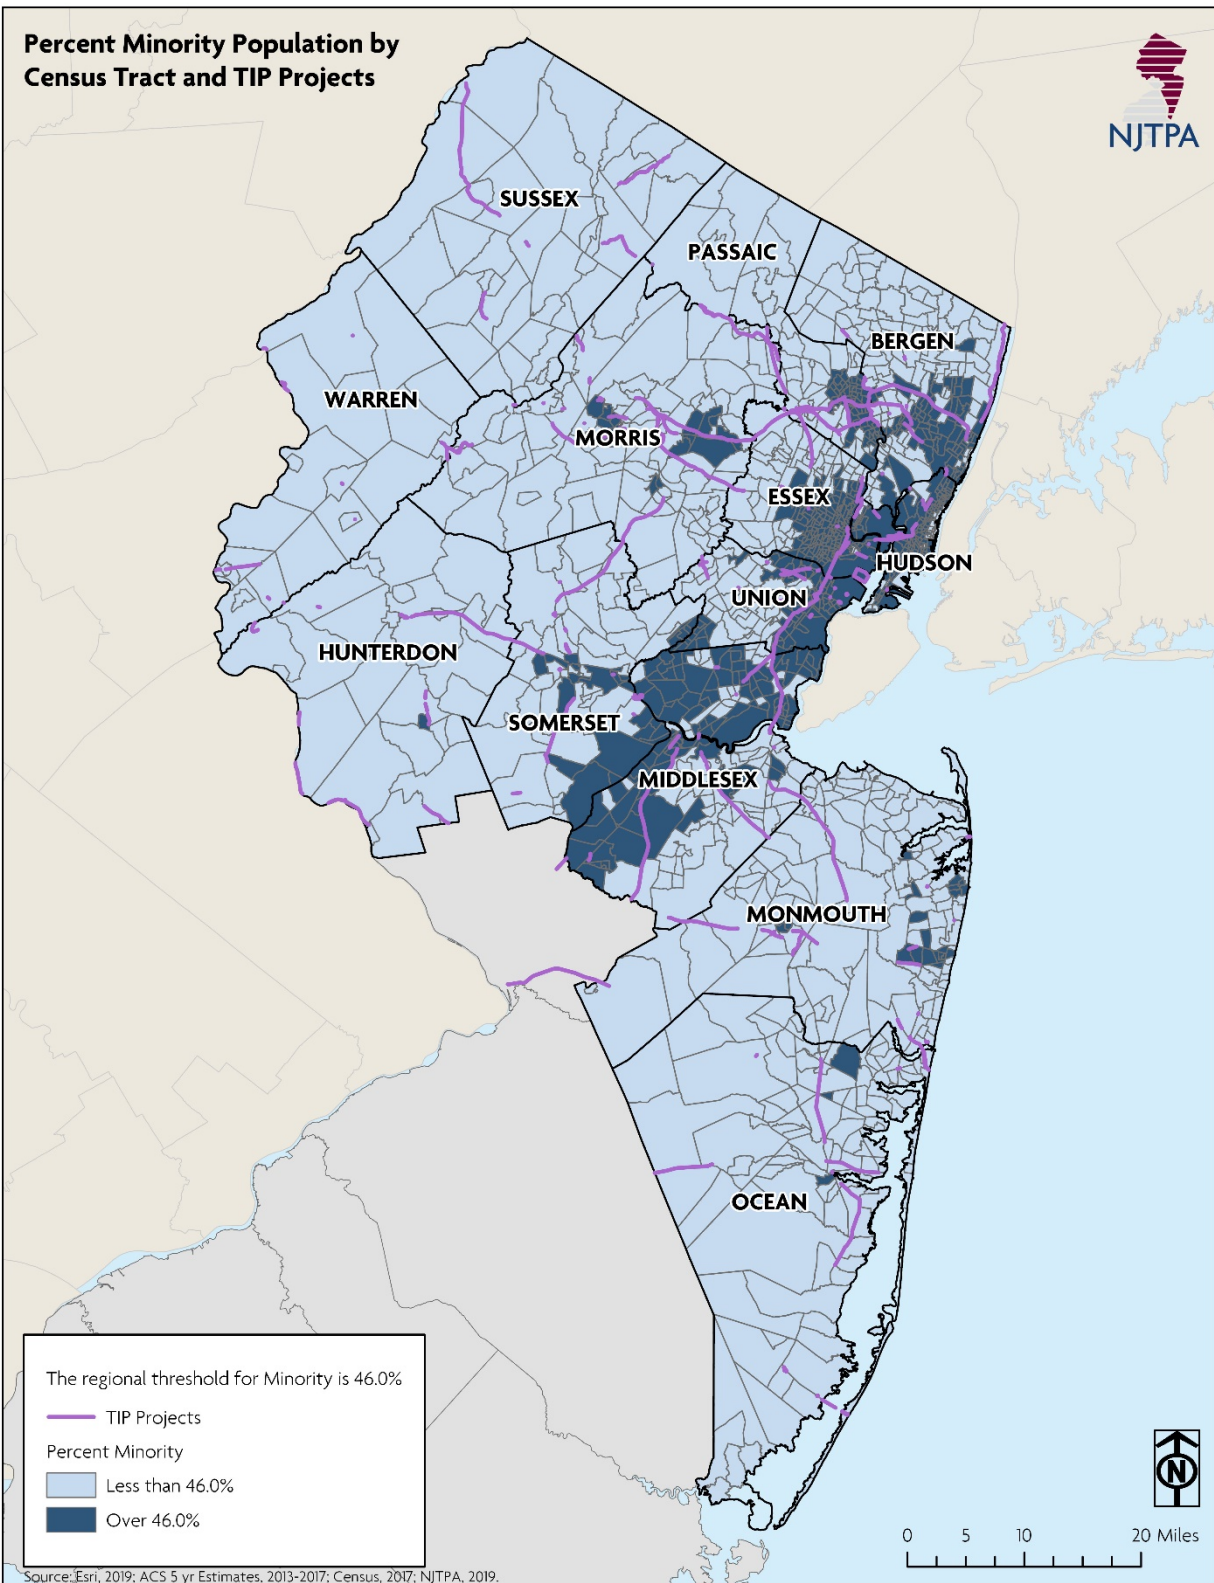 Percent Minority Population by
Census Tract and TIP Projects
NJTPA
SUSSEX
PASSAIC
BERGEN
WARREN
MORRIS
ESSEX
HUDSON
UNION
HUNTERDON
SOMERSET
MIDDLESEX
MONMOUTH
OCEAN
The regional threshold for Minority is 46.0%
TIP Projects
Percent Minority
Less than 46.0%
Over 46.0%
N
0 5 10 20 Miles
Source: Esri, 2019; ACS 5 yr Estimates, 2013-2017; Census, 2017; NJTPA, 2019.